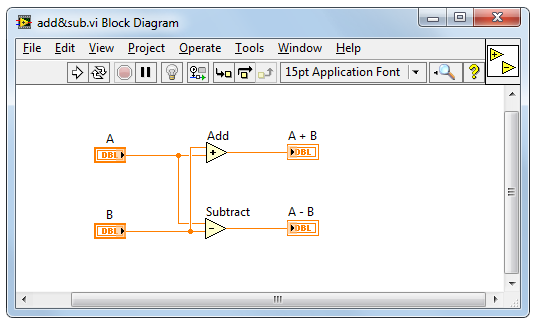 add&sub.vi Block Diagram
File Edit View Project Operate Tools Window Help
15pt Application Font
?
A Add A + B
DBL + DBL
B Subtract A - B
DBL - DBL